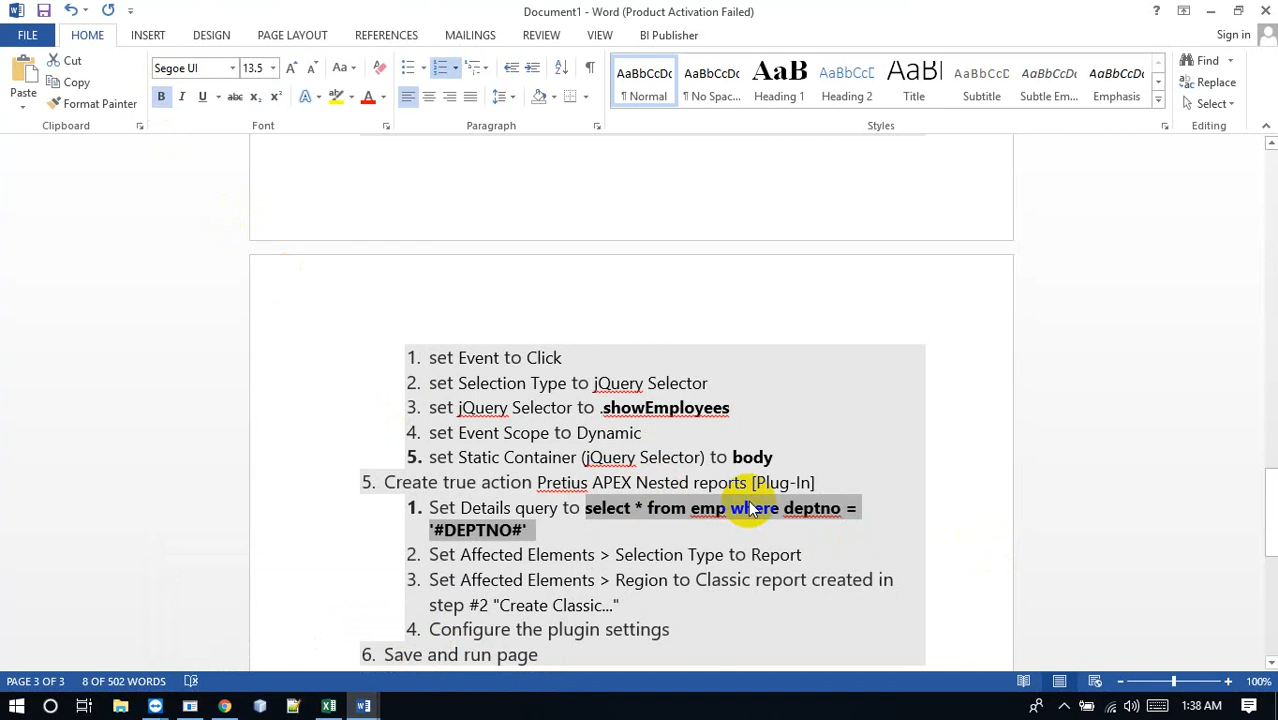 Document1 - Word (Product Activation Failed)
FILE HOME INSERT DESIGN PAGE LAYOUT REFERENCES MAILINGS REVIEW VIEW BI Publisher Sign in
Paste Cut Copy Format Painter
Clipboard
Segoe UI 13.5
Font
Paragraph
AaBbCcDc AaBbCcDc AaB AaBbCcDc AaBl AaBbCcDc AaBbCcDc AaBbCcDc
¶ Normal ¶ No Spac... Heading 1 Heading 2 Title Subtitle Subtle Em... Emphasis
Styles
Find
Replace
Select
Editing
1. set Event to Click
2. set Selection Type to jQuery Selector
3. set jQuery Selector to .showEmployees
4. set Event Scope to Dynamic
5. set Static Container (jQuery Selector) to body
5. Create true action Pretius APEX Nested reports [Plug-In]
1. Set Details query to select * from emp where deptno =
'#DEPTNO#'
2. Set Affected Elements > Selection Type to Report
3. Set Affected Elements > Region to Classic report created in
step #2 "Create Classic..."
4. Configure the plugin settings
6. Save and run page
PAGE 3 OF 3 8 OF 502 WORDS 100%
1:38 AM